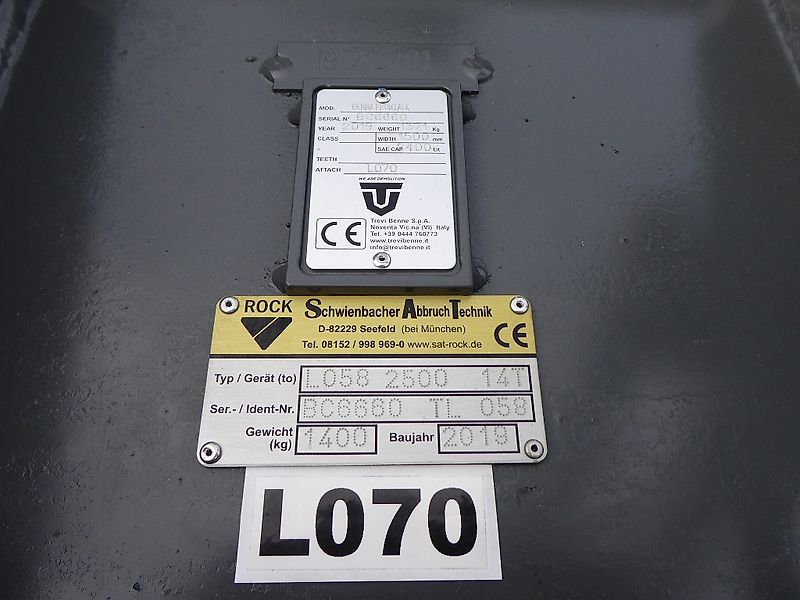 MOD. BENNA FRONTALE
SERIAL N° BC6660
YEAR 2019 WEIGHT Kg
CLASS WIDTH 1500 mm
SAE CAP. Lit
TEETH
ATTACH L070
WE ARE DEMOLITION
CE
Trevi Benne S.p.A.
Noventa Vic.na (VI) Italy
Tel. +39 0444 760773
www.trevibenne.it
info@trevibenne.it
ROCK Schwienbacher Abbruch Technik
D-82229 Seefeld (bei München)
Tel. 08152 / 998 969-0 www.sat-rock.de
CE
Typ / Gerät (to) L058 2500 14T
Ser.- / Ident-Nr. BC6660 TL 058
Gewicht (kg) 1400 Baujahr 2019
L070